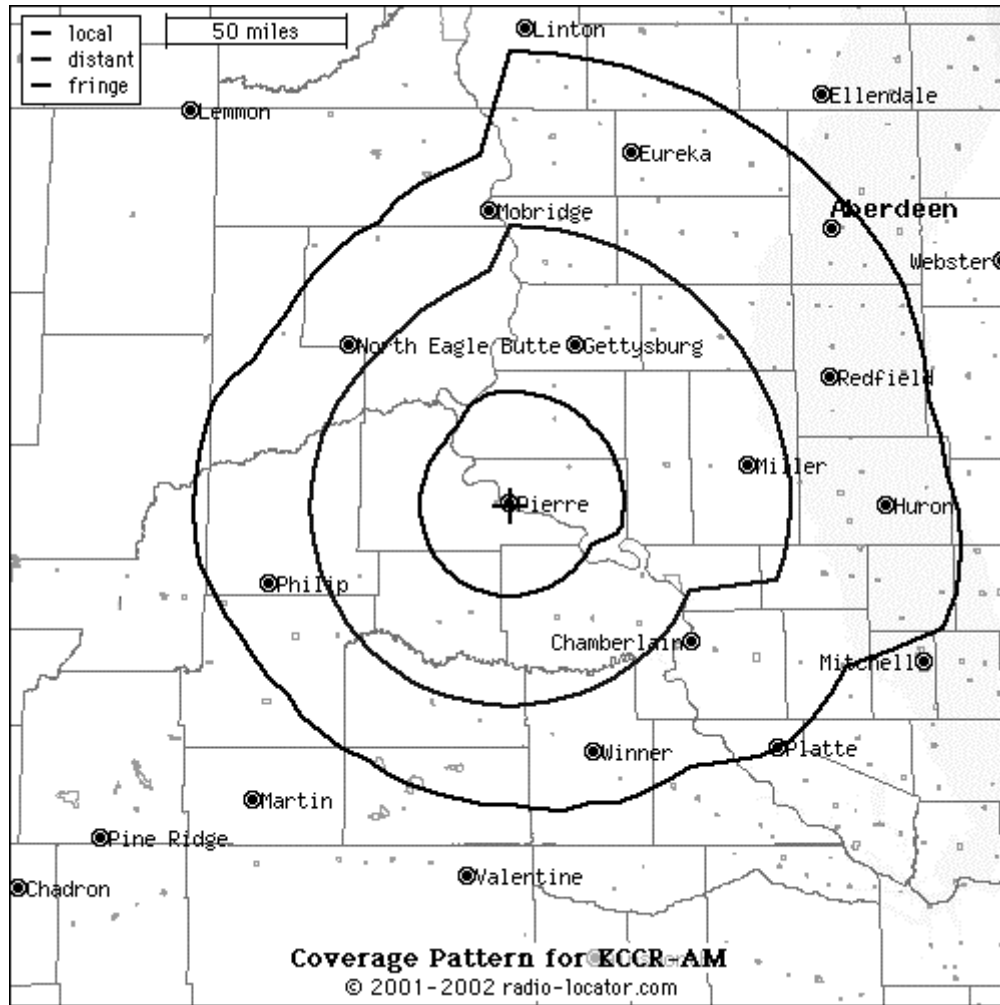 local
50 miles
distant
fringe
Linton
Lemmon
Ellendale
Eureka
Mobridge
Aberdeen
Webster
North Eagle Butte
Gettysburg
Redfield
Miller
Pierre
Huron
Philip
Chamberlain
Mitchell
Winner
Platte
Martin
Pine Ridge
Valentine
Chadron
Coverage Pattern for KCCR-AM
© 2001-2002 radio-locator.com